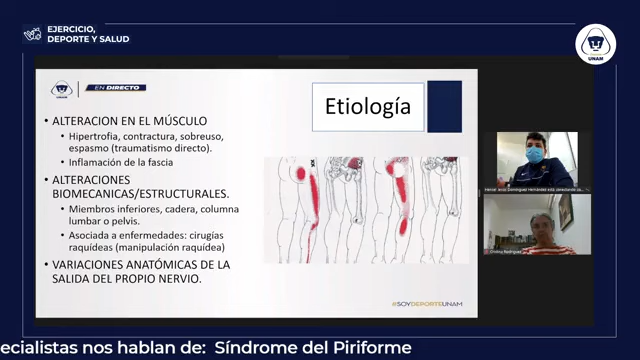 EJERCICIO,
DEPORTE Y SALUD
UNAM
EN DIRECTO
Etiología
• ALTERACION EN EL MÚSCULO
• Hipertrofia, contractura, sobreuso,
espasmo (traumatismo directo).
• Inflamación de la fascia
• ALTERACIONES
BIOMECANICAS/ESTRUCTURALES.
• Miembros inferiores, cadera, columna
lumbar o pelvis.
• Asociada a enfermedades: cirugías
raquídeas (manipulación raquídea)
• VARIACIONES ANATÓMICAS DE LA
SALIDA DEL PROPIO NERVIO.
#SOYDEPORTEUNAM
ecialistas nos hablan de: Síndrome del Piriforme